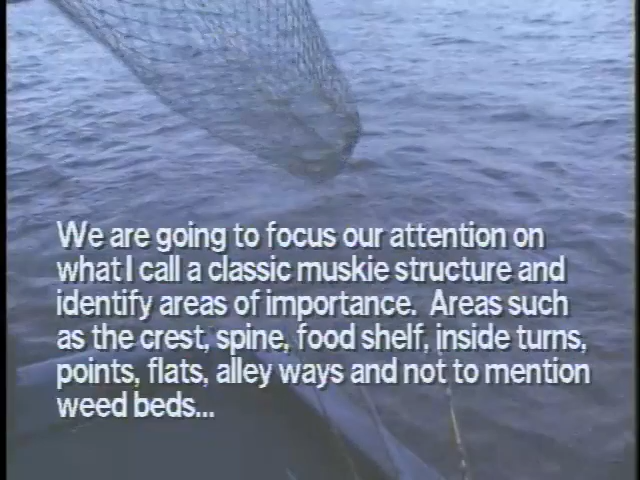 We are going to focus our attention on
what I call a classic muskie structure and
identify areas of importance.  Areas such
as the crest, spine, food shelf, inside turns,
points, flats, alley ways and not to mention
weed beds...